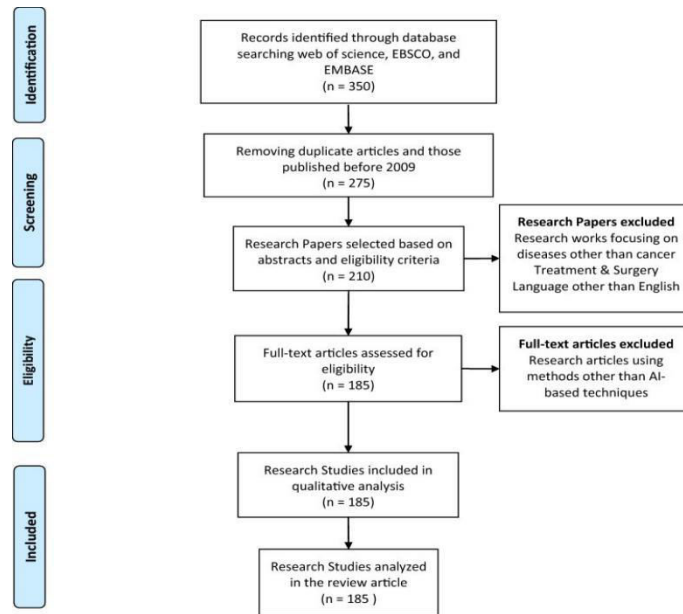 Identification
Records identified through database
searching web of science, EBSCO, and
EMBASE
(n = 350)
Screening
Removing duplicate articles and those
published before 2009
(n = 275)
Research Papers selected based on
abstracts and eligibility criteria
(n = 210)
Research Papers excluded
Research works focusing on
diseases other than cancer
Treatment & Surgery
Language other than English
Eligibility
Full-text articles assessed for
eligibility
(n = 185)
Full-text articles excluded
Research articles using
methods other than AI-
based techniques
Included
Research Studies included in
qualitative analysis
(n = 185)
Research Studies analyzed
in the review article
(n = 185 )